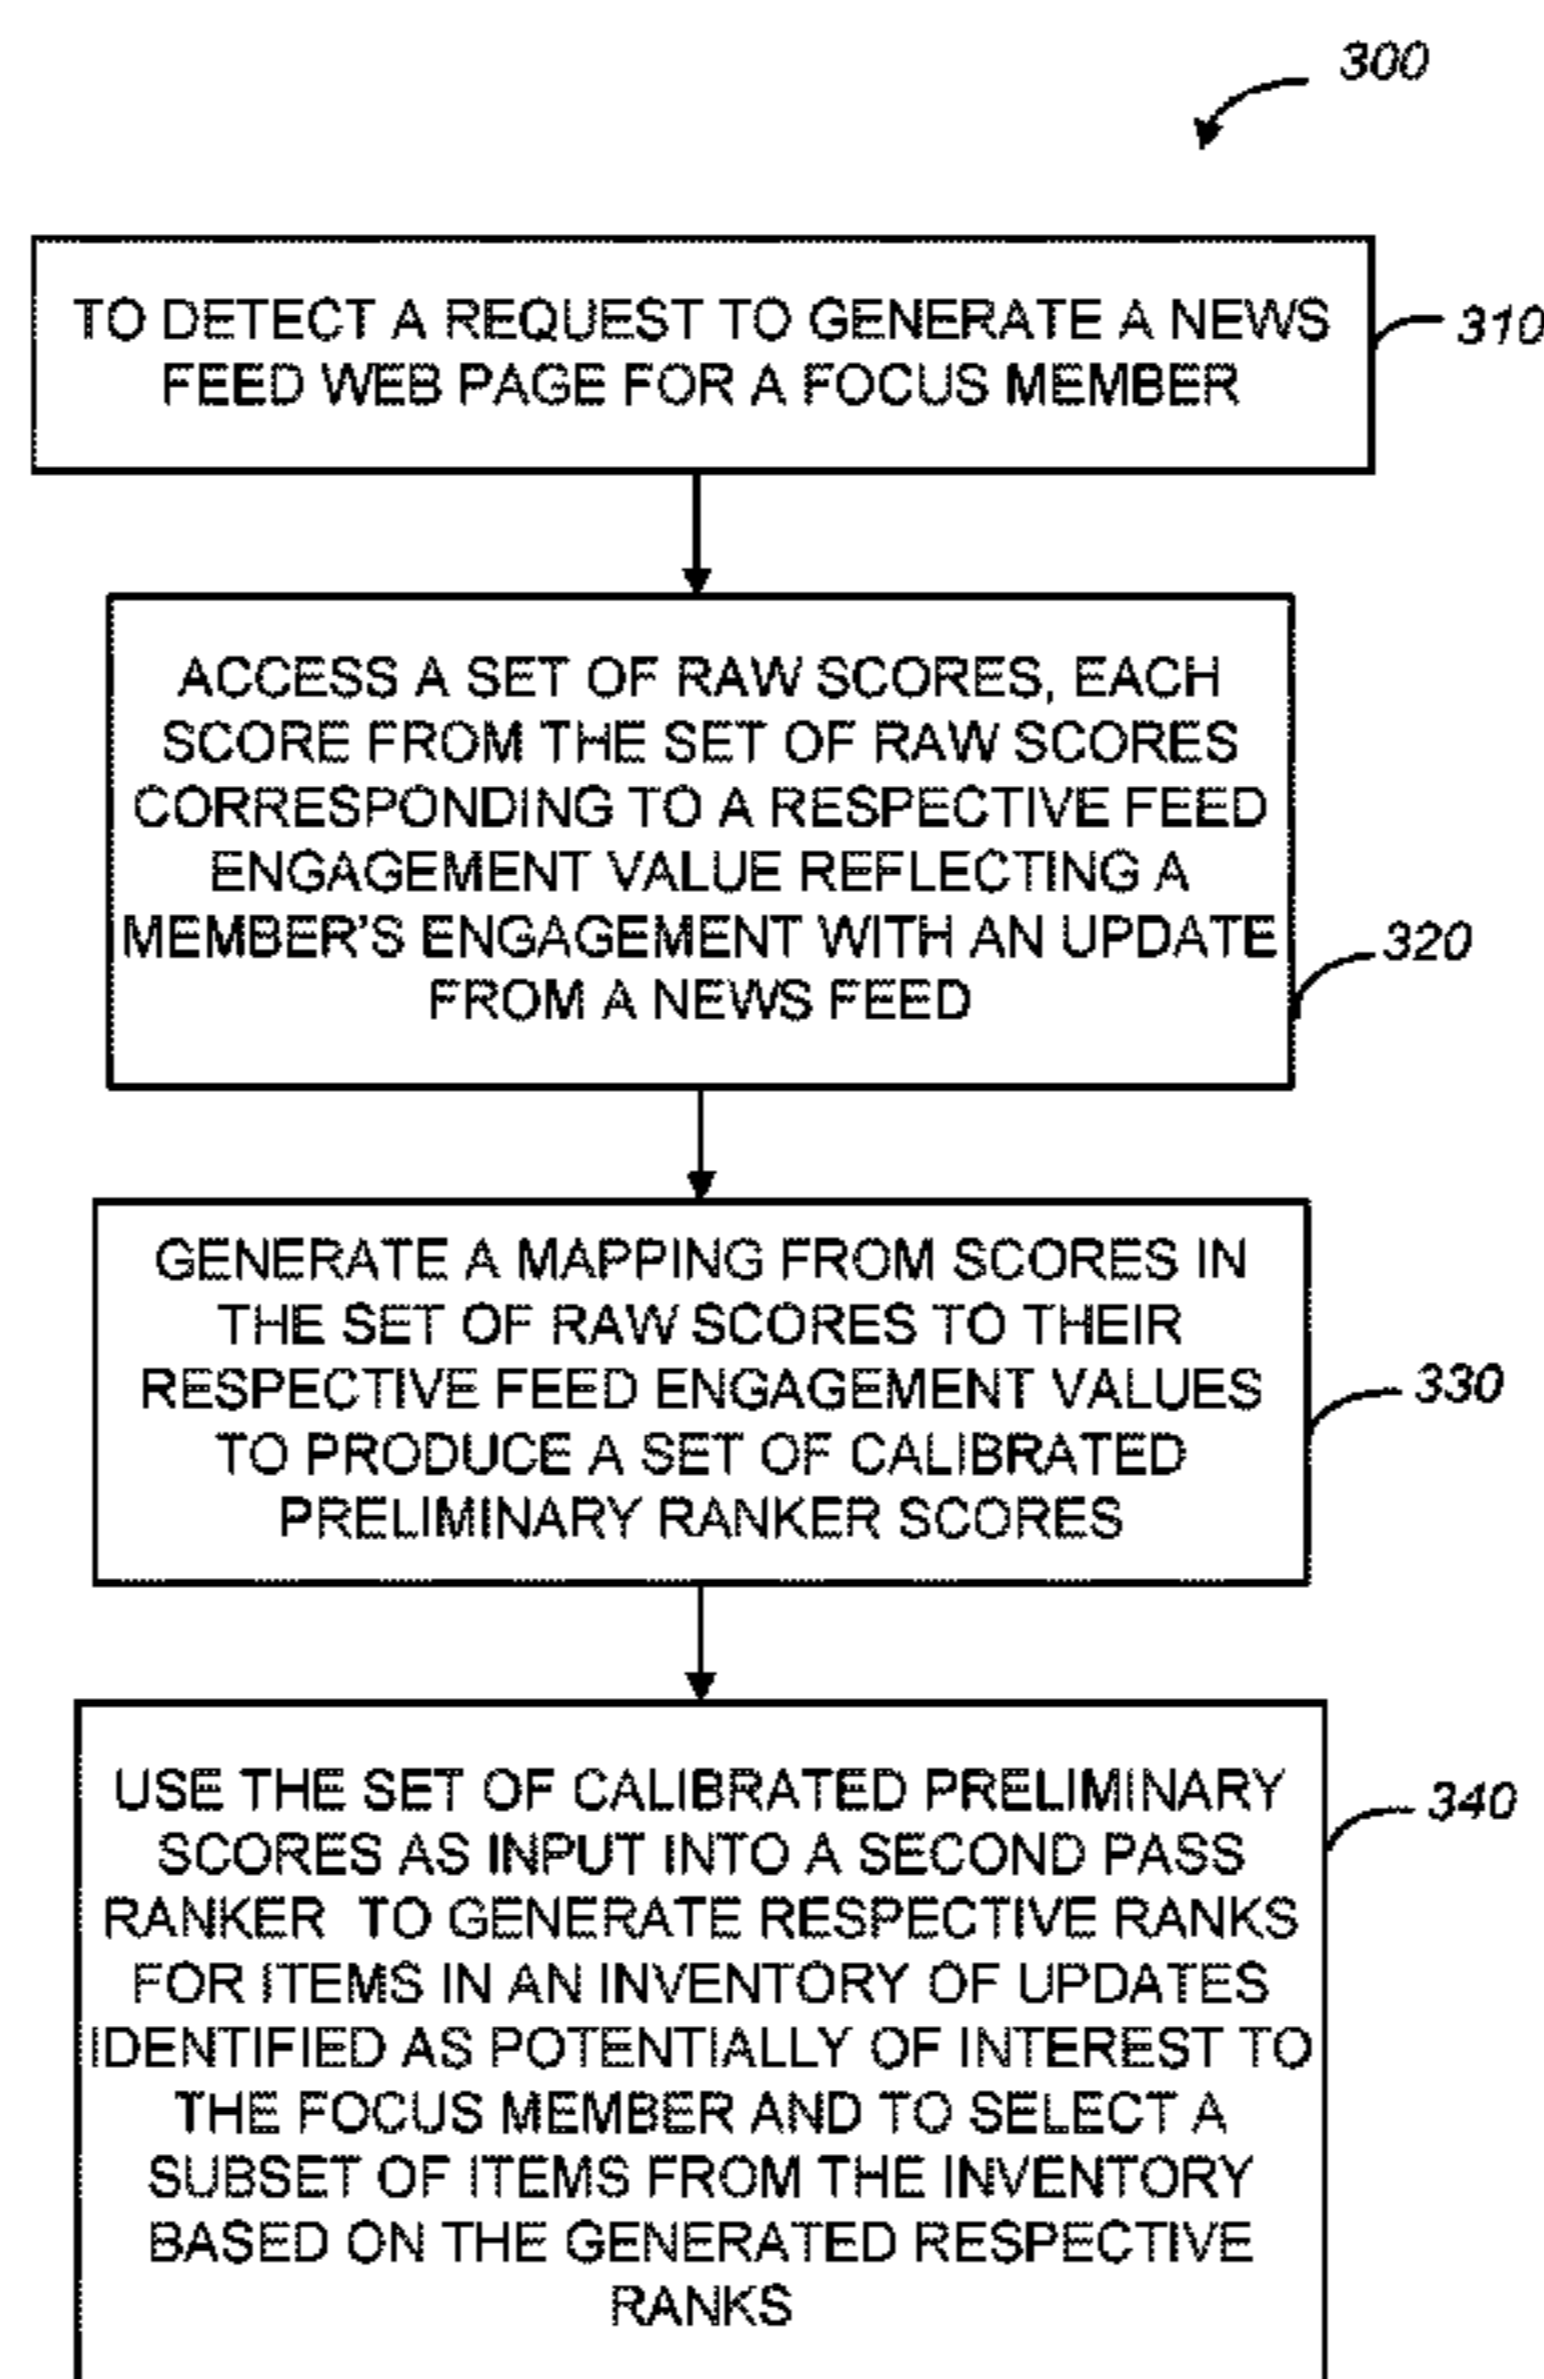 300
TO DETECT A REQUEST TO GENERATE A NEWS
FEED WEB PAGE FOR A FOCUS MEMBER
310
ACCESS A SET OF RAW SCORES, EACH
SCORE FROM THE SET OF RAW SCORES
CORRESPONDING TO A RESPECTIVE FEED
ENGAGEMENT VALUE REFLECTING A
MEMBER'S ENGAGEMENT WITH AN UPDATE
FROM A NEWS FEED
320
GENERATE A MAPPING FROM SCORES IN
THE SET OF RAW SCORES TO THEIR
RESPECTIVE FEED ENGAGEMENT VALUES
TO PRODUCE A SET OF CALIBRATED
PRELIMINARY RANKER SCORES
330
USE THE SET OF CALIBRATED PRELIMINARY
SCORES AS INPUT INTO A SECOND PASS
RANKER TO GENERATE RESPECTIVE RANKS
FOR ITEMS IN AN INVENTORY OF UPDATES
IDENTIFIED AS POTENTIALLY OF INTEREST TO
THE FOCUS MEMBER AND TO SELECT A
SUBSET OF ITEMS FROM THE INVENTORY
BASED ON THE GENERATED RESPECTIVE
RANKS
340